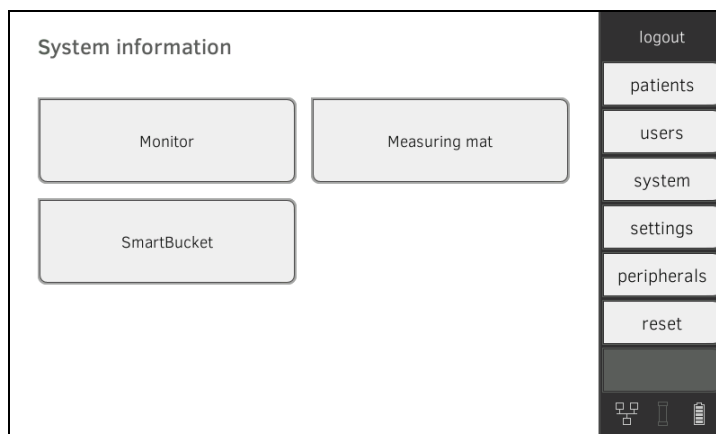 System information
Monitor
Measuring mat
SmartBucket
logout
patients
users
system
settings
peripherals
reset